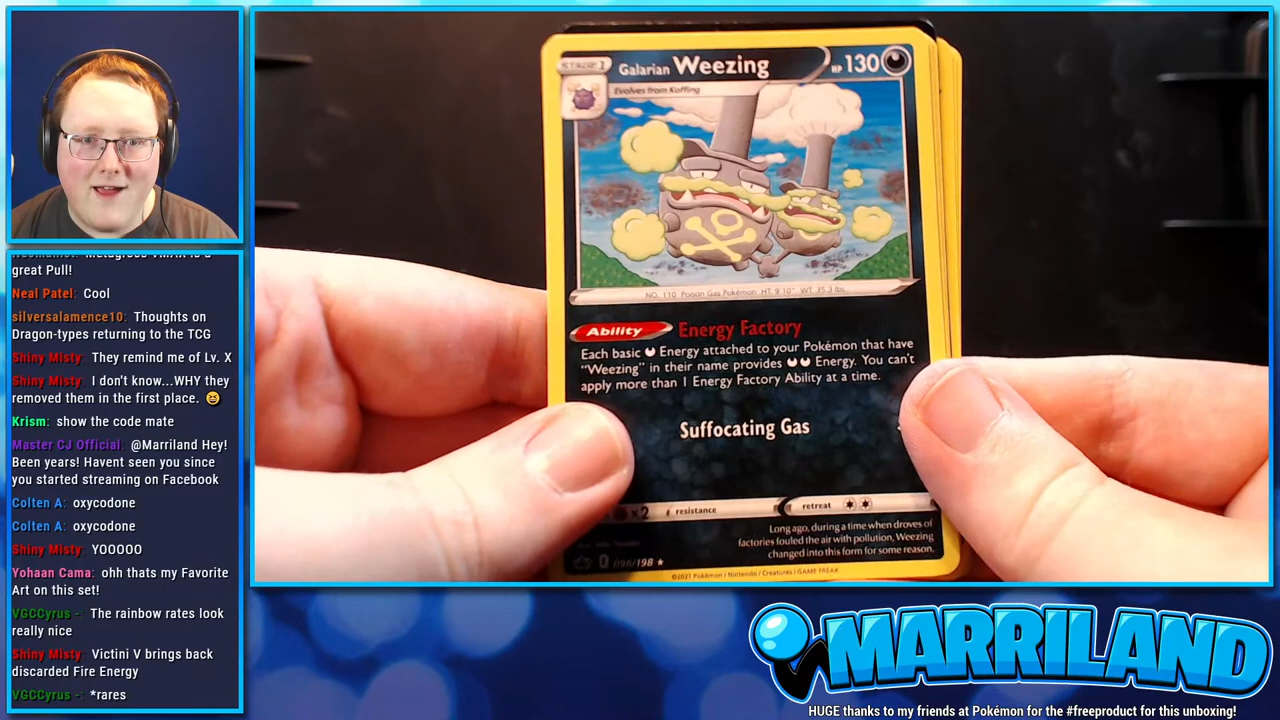 great Pull!
Neal Patel: Cool
silversalamence10: Thoughts on
Dragon-types returning to the TCG
Shiny Misty: They remind me of Lv. X
Shiny Misty: I don't know...WHY they
removed them in the first place. 😆
Krism: show the code mate
Master CJ Official: @Marriland Hey!
Been years! Havent seen you since
you started streaming on Facebook
Colten A: oxycodone
Colten A: oxycodone
Shiny Misty: YOOOOO
Yohaan Cama: ohh thats my Favorite
Art on this set!
VGCCyrus -: The rainbow rates look
really nice
Shiny Misty: Victini V brings back
discarded Fire Energy
VGCCyrus -: *rares
STAGE 1
Galarian Weezing
HP 130
Evolves from Koffing
NO. 110 Poison Gas Pokémon HT: 9'10" WT: 35.3 lbs.
Ability Energy Factory
Each basic Energy attached to your Pokémon that have
"Weezing" in their name provides Energy. You can't
apply more than 1 Energy Factory Ability at a time.
Suffocating Gas
×2 resistance retreat
Long ago, during a time when droves of
factories fouled the air with pollution, Weezing
changed into this form for some reason.
096/198 ★
©2021 Pokémon / Nintendo / Creatures / GAME FREAK
MARRILAND
HUGE thanks to my friends at Pokémon for the #freeproduct for this unboxing!